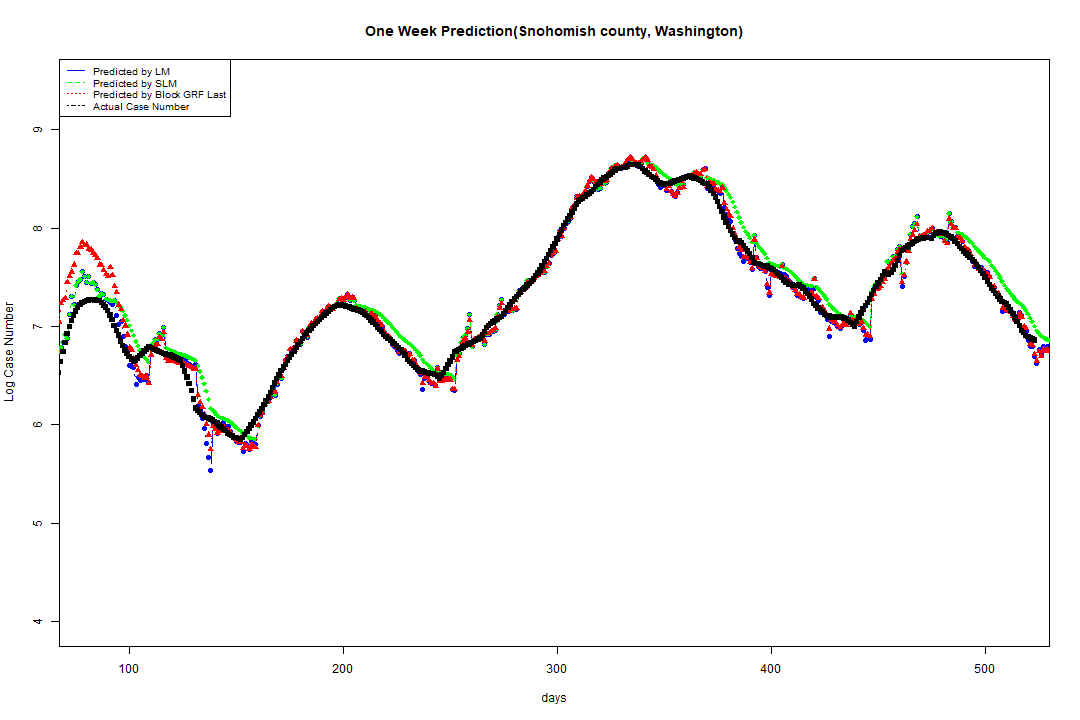 One Week Prediction(Snohomish county, Washington)
Predicted by LM
Predicted by SLM
Predicted by Block GRF Last
Actual Case Number
9
8
7
6
5
4
Log Case Number
100 200 300 400 500
days